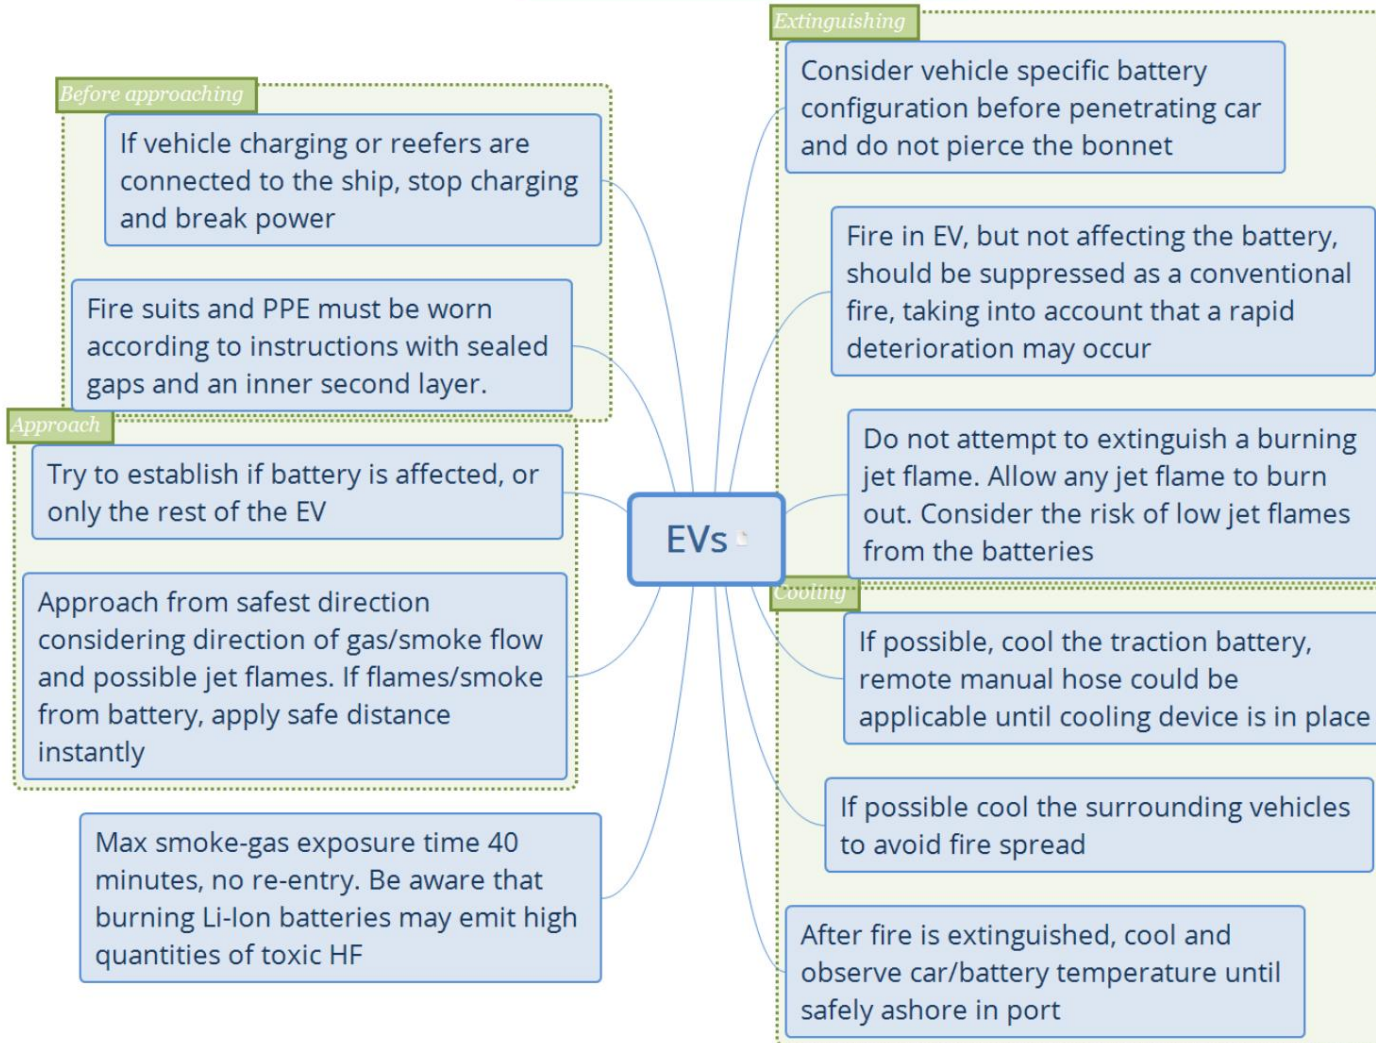 Before approaching
If vehicle charging or reefers are
connected to the ship, stop charging
and break power
Fire suits and PPE must be worn
according to instructions with sealed
gaps and an inner second layer.
Approach
Try to establish if battery is affected, or
only the rest of the EV
Approach from safest direction
considering direction of gas/smoke flow
and possible jet flames. If flames/smoke
from battery, apply safe distance
instantly
Max smoke-gas exposure time 40
minutes, no re-entry. Be aware that
burning Li-Ion batteries may emit high
quantities of toxic HF
EVs
Extinguishing
Consider vehicle specific battery
configuration before penetrating car
and do not pierce the bonnet
Fire in EV, but not affecting the battery,
should be suppressed as a conventional
fire, taking into account that a rapid
deterioration may occur
Do not attempt to extinguish a burning
jet flame. Allow any jet flame to burn
out. Consider the risk of low jet flames
from the batteries
Cooling
If possible, cool the traction battery,
remote manual hose could be
applicable until cooling device is in place
If possible cool the surrounding vehicles
to avoid fire spread
After fire is extinguished, cool and
observe car/battery temperature until
safely ashore in port